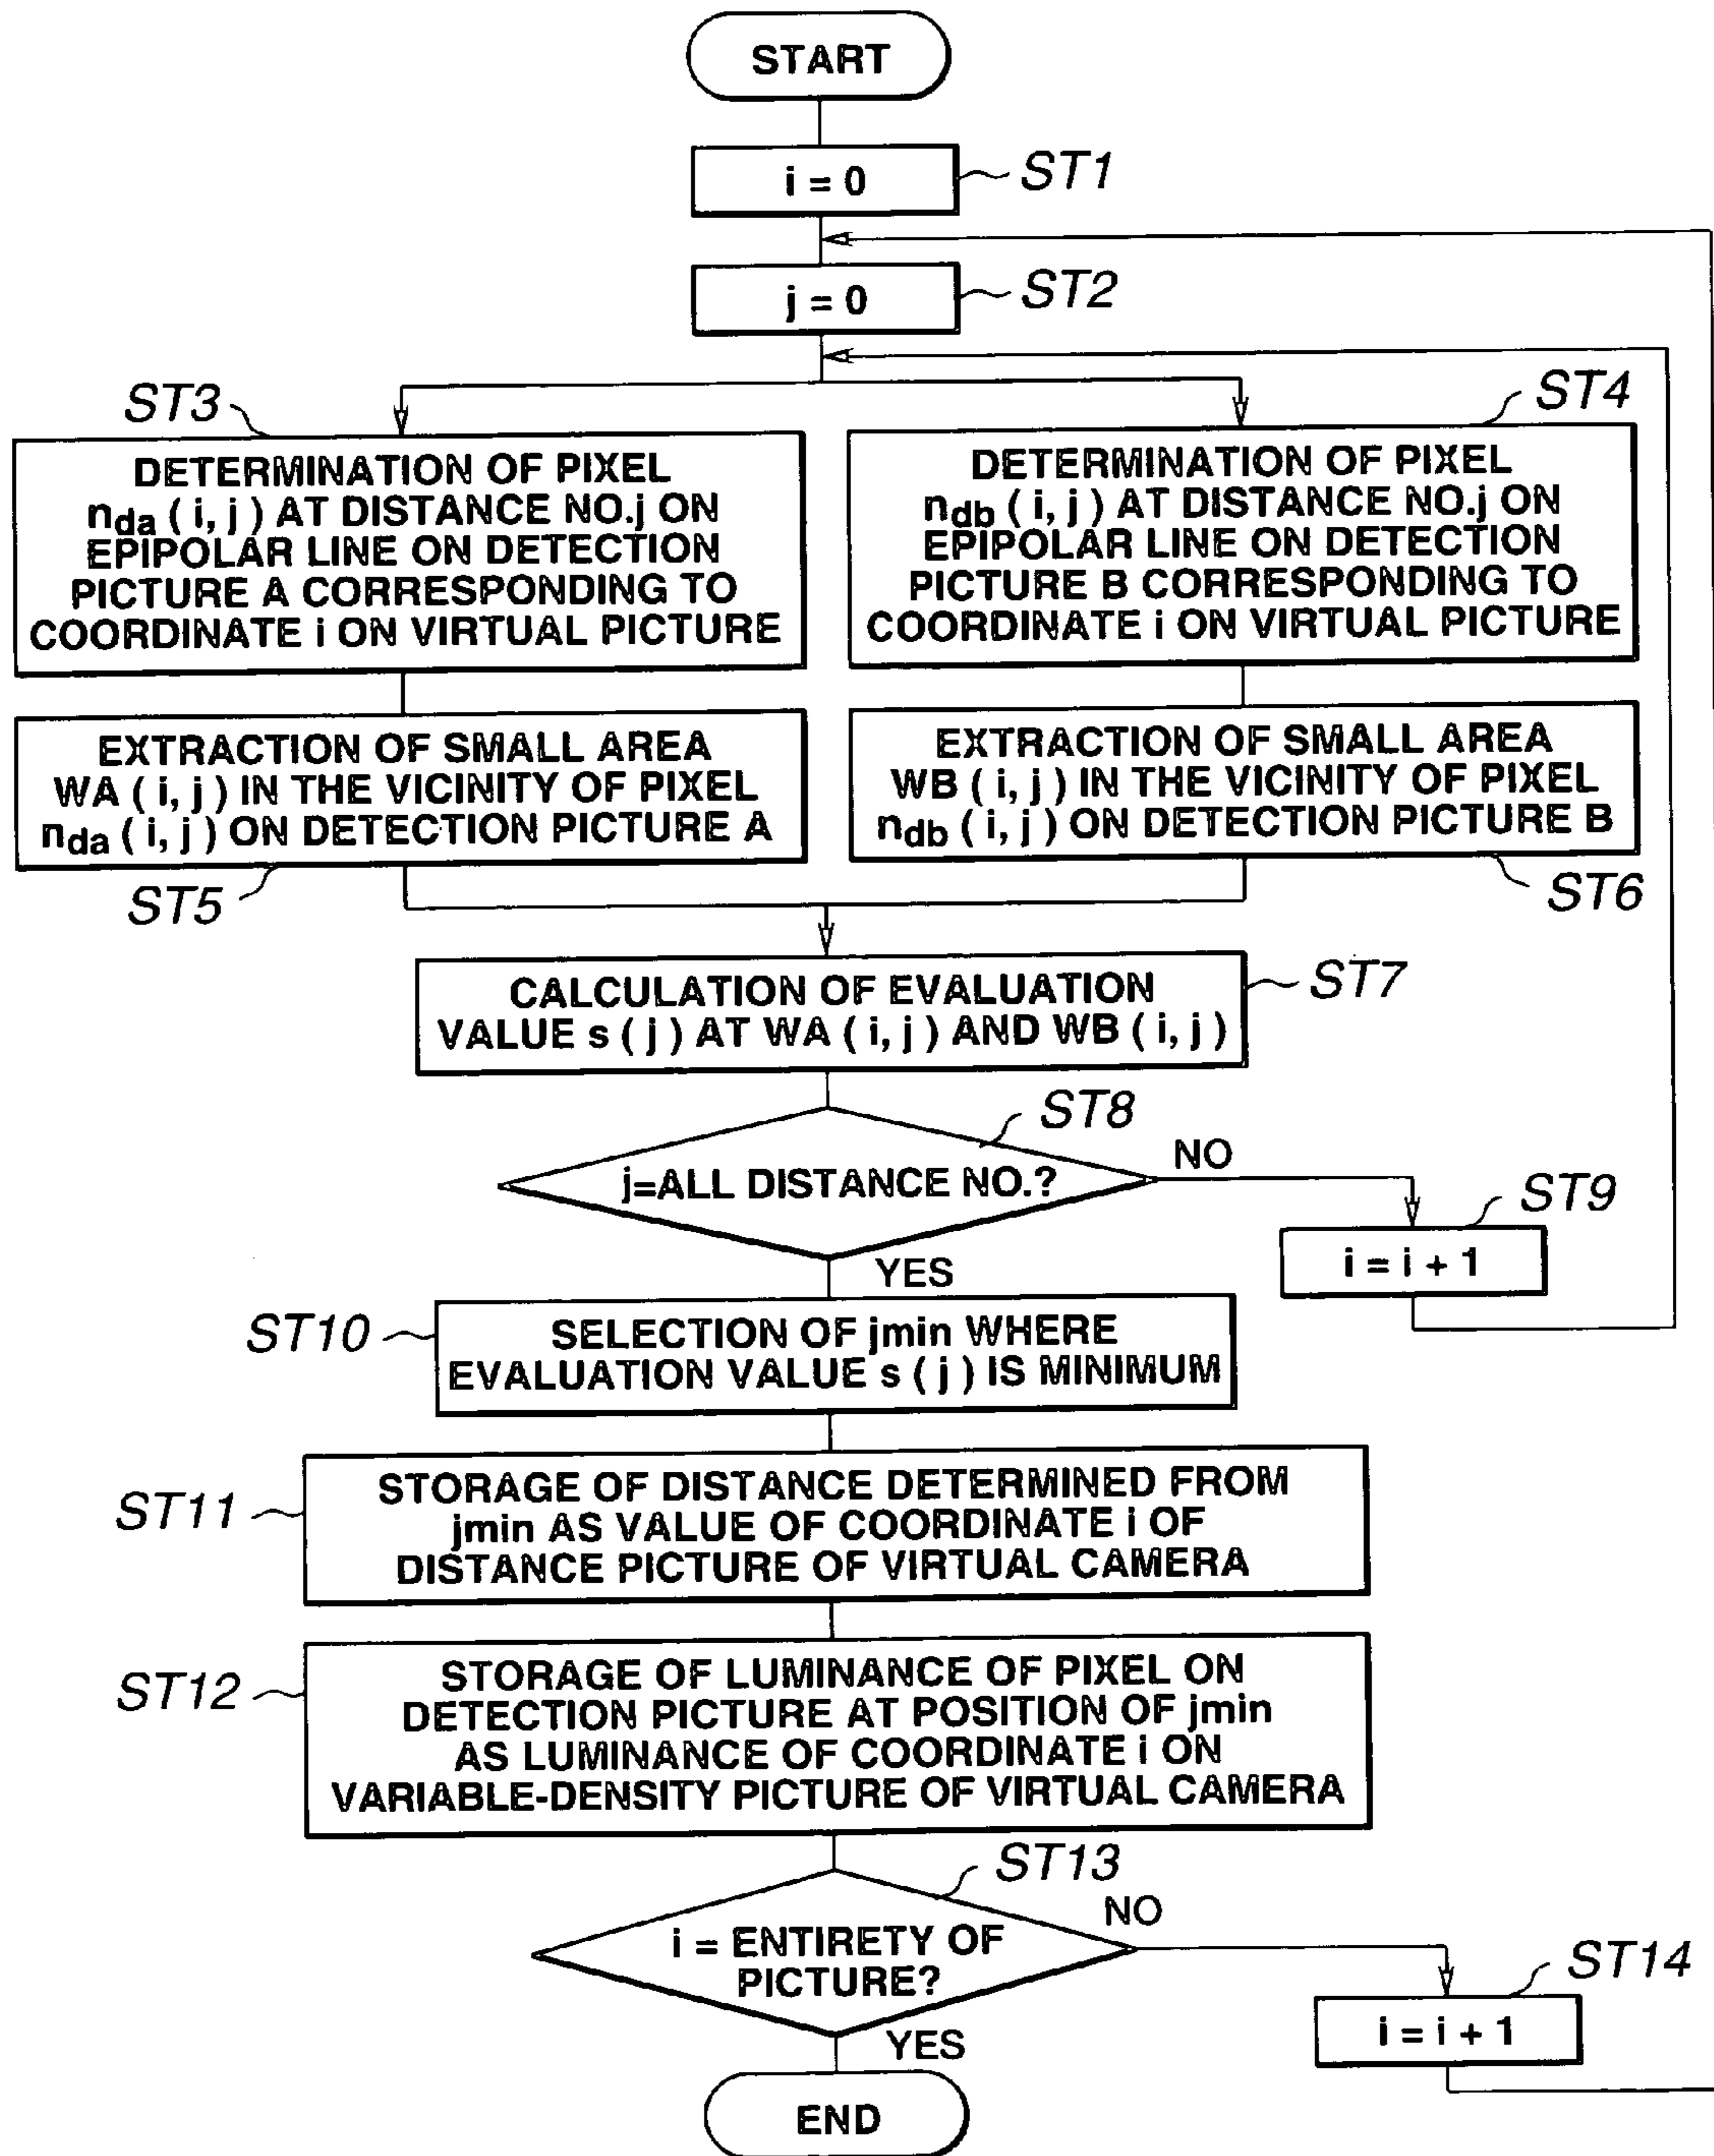 START
i = 0
ST1
j = 0
ST2
ST3
ST4
DETERMINATION OF PIXEL
nda ( i, j ) AT DISTANCE NO.j ON
EPIPOLAR LINE ON DETECTION
PICTURE A CORRESPONDING TO
COORDINATE i ON VIRTUAL PICTURE
DETERMINATION OF PIXEL
ndb ( i, j ) AT DISTANCE NO.j ON
EPIPOLAR LINE ON DETECTION
PICTURE B CORRESPONDING TO
COORDINATE i ON VIRTUAL PICTURE
EXTRACTION OF SMALL AREA
WA ( i, j ) IN THE VICINITY OF PIXEL
nda ( i, j ) ON DETECTION PICTURE A
EXTRACTION OF SMALL AREA
WB ( i, j ) IN THE VICINITY OF PIXEL
ndb ( i, j ) ON DETECTION PICTURE B
ST5
ST6
CALCULATION OF EVALUATION
VALUE s ( j ) AT WA ( i, j ) AND WB ( i, j )
ST7
ST8
j=ALL DISTANCE NO.?
NO
ST9
i = i + 1
YES
ST10
SELECTION OF jmin WHERE
EVALUATION VALUE s ( j ) IS MINIMUM
ST11
STORAGE OF DISTANCE DETERMINED FROM
jmin AS VALUE OF COORDINATE i OF
DISTANCE PICTURE OF VIRTUAL CAMERA
ST12
STORAGE OF LUMINANCE OF PIXEL ON
DETECTION PICTURE AT POSITION OF jmin
AS LUMINANCE OF COORDINATE i ON
VARIABLE-DENSITY PICTURE OF VIRTUAL CAMERA
ST13
i = ENTIRETY OF
PICTURE?
NO
ST14
i = i + 1
YES
END